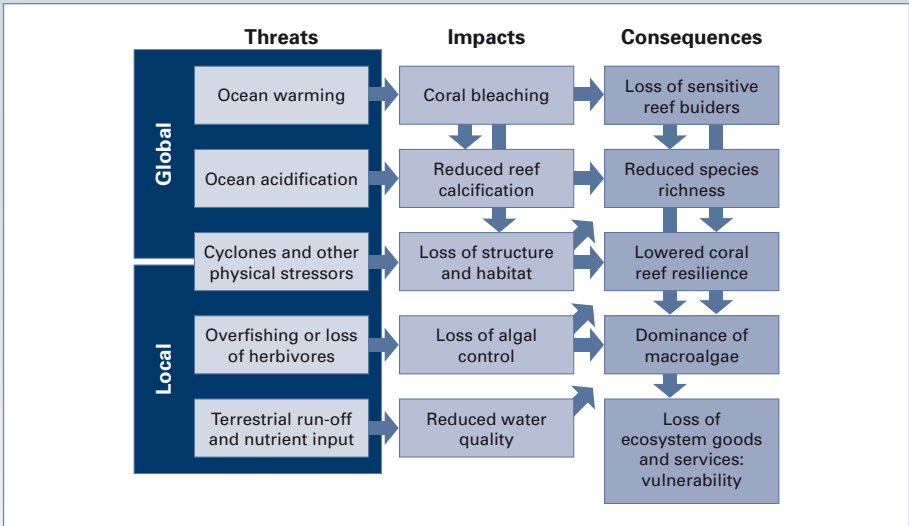 Threats
Impacts
Consequences
Global
Ocean warming
Coral bleaching
Loss of sensitive
reef buiders
Ocean acidification
Reduced reef
calcification
Reduced species
richness
Cyclones and other
physical stressors
Loss of structure
and habitat
Lowered coral
reef resilience
Local
Overfishing or loss
of herbivores
Loss of algal
control
Dominance of
macroalgae
Terrestrial run-off
and nutrient input
Reduced water
quality
Loss of
ecosystem goods
and services:
vulnerability